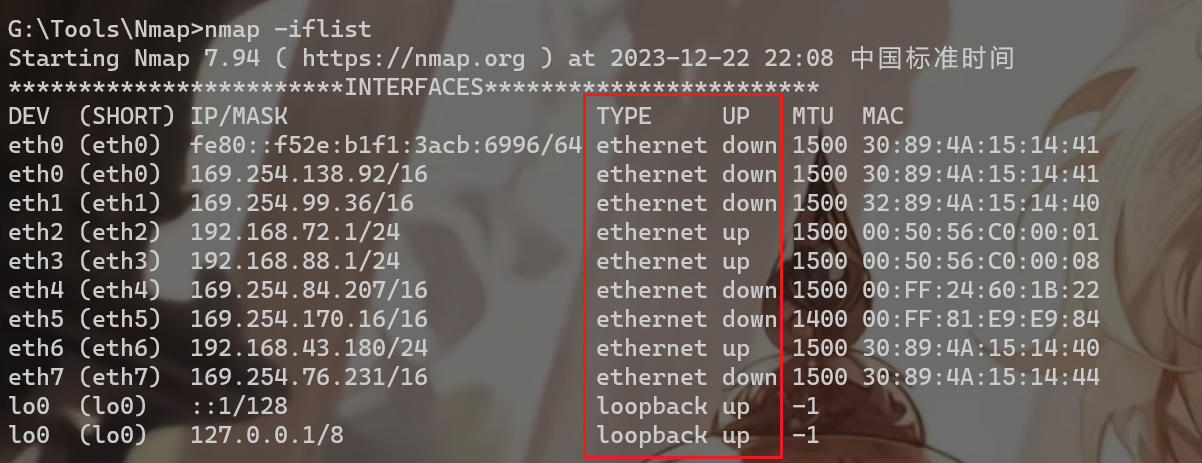 G:\Tools\Nmap>nmap -iflist
Starting Nmap 7.94 ( https://nmap.org ) at 2023-12-22 22:08 中国标准时间
************************INTERFACES************************
DEV  (SHORT) IP/MASK                      TYPE     UP   MTU  MAC
eth0 (eth0)  fe80::f52e:b1f1:3acb:6996/64 ethernet down 1500 30:89:4A:15:14:41
eth0 (eth0)  169.254.138.92/16            ethernet down 1500 30:89:4A:15:14:41
eth1 (eth1)  169.254.99.36/16             ethernet down 1500 32:89:4A:15:14:40
eth2 (eth2)  192.168.72.1/24              ethernet up   1500 00:50:56:C0:00:01
eth3 (eth3)  192.168.88.1/24              ethernet up   1500 00:50:56:C0:00:08
eth4 (eth4)  169.254.84.207/16            ethernet down 1500 00:FF:24:60:1B:22
eth5 (eth5)  169.254.170.16/16            ethernet down 1400 00:FF:81:E9:E9:84
eth6 (eth6)  192.168.43.180/24            ethernet up   1500 30:89:4A:15:14:40
eth7 (eth7)  169.254.76.231/16            ethernet down 1500 30:89:4A:15:14:44
lo0  (lo0)   ::1/128                      loopback up   -1
lo0  (lo0)   127.0.0.1/8                  loopback up   -1